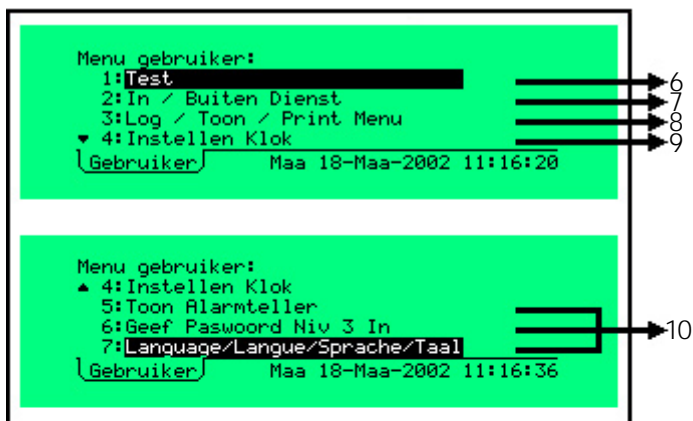 Menu gebruiker:
1:Test
2:In / Buiten Dienst
3:Log / Toon / Print Menu
▼ 4:Instellen Klok
Gebruiker Maa 18-Maa-2002 11:16:20
6
7
8
9
Menu gebruiker:
▲ 4:Instellen Klok
5:Toon Alarmteller
6:Geef Paswoord Niv 3 In
7:Language/Langue/Sprache/Taal
Gebruiker Maa 18-Maa-2002 11:16:36
10